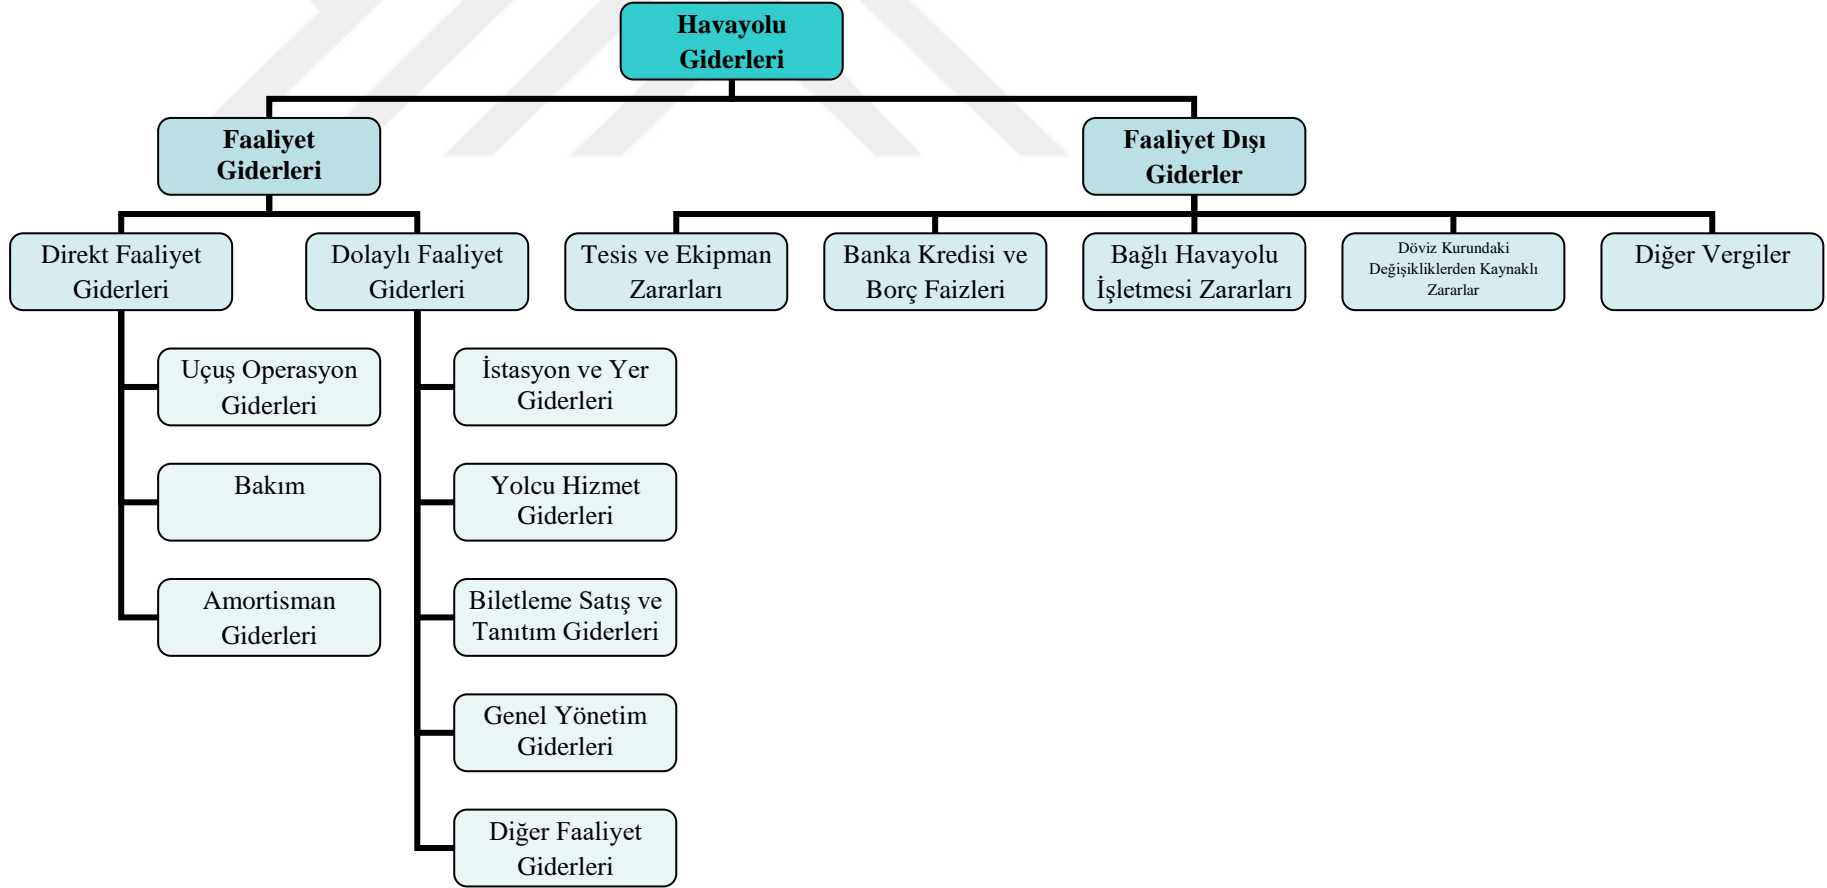 Havayolu
Giderleri
Faaliyet
Giderleri
Faaliyet Dışı
Giderler
Direkt Faaliyet
Giderleri
Dolaylı Faaliyet
Giderleri
Tesis ve Ekipman
Zararları
Banka Kredisi ve
Borç Faizleri
Bağlı Havayolu
İşletmesi Zararları
Döviz Kurundaki
Değişikliklerden Kaynaklı
Zararlar
Diğer Vergiler
Uçuş Operasyon
Giderleri
Bakım
Amortisman
Giderleri
İstasyon ve Yer
Giderleri
Yolcu Hizmet
Giderleri
Biletleme Satış ve
Tanıtım Giderleri
Genel Yönetim
Giderleri
Diğer Faaliyet
Giderleri